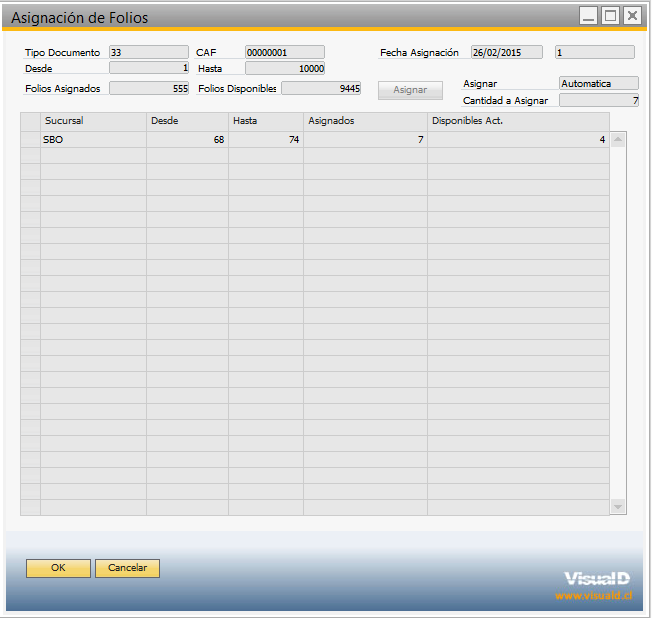 Asignación de Folios
Tipo Documento 33 CAF 00000001 Fecha Asignación 26/02/2015 1
Desde 1 Hasta 10000
Folios Asignados 555 Folios Disponibles 9445 Asignar Asignar Automatica
Cantidad a Asignar 7
Sucursal Desde Hasta Asignados Disponibles Act.
SBO 68 74 7 4
OK Cancelar
VisualD
www.visuald.cl